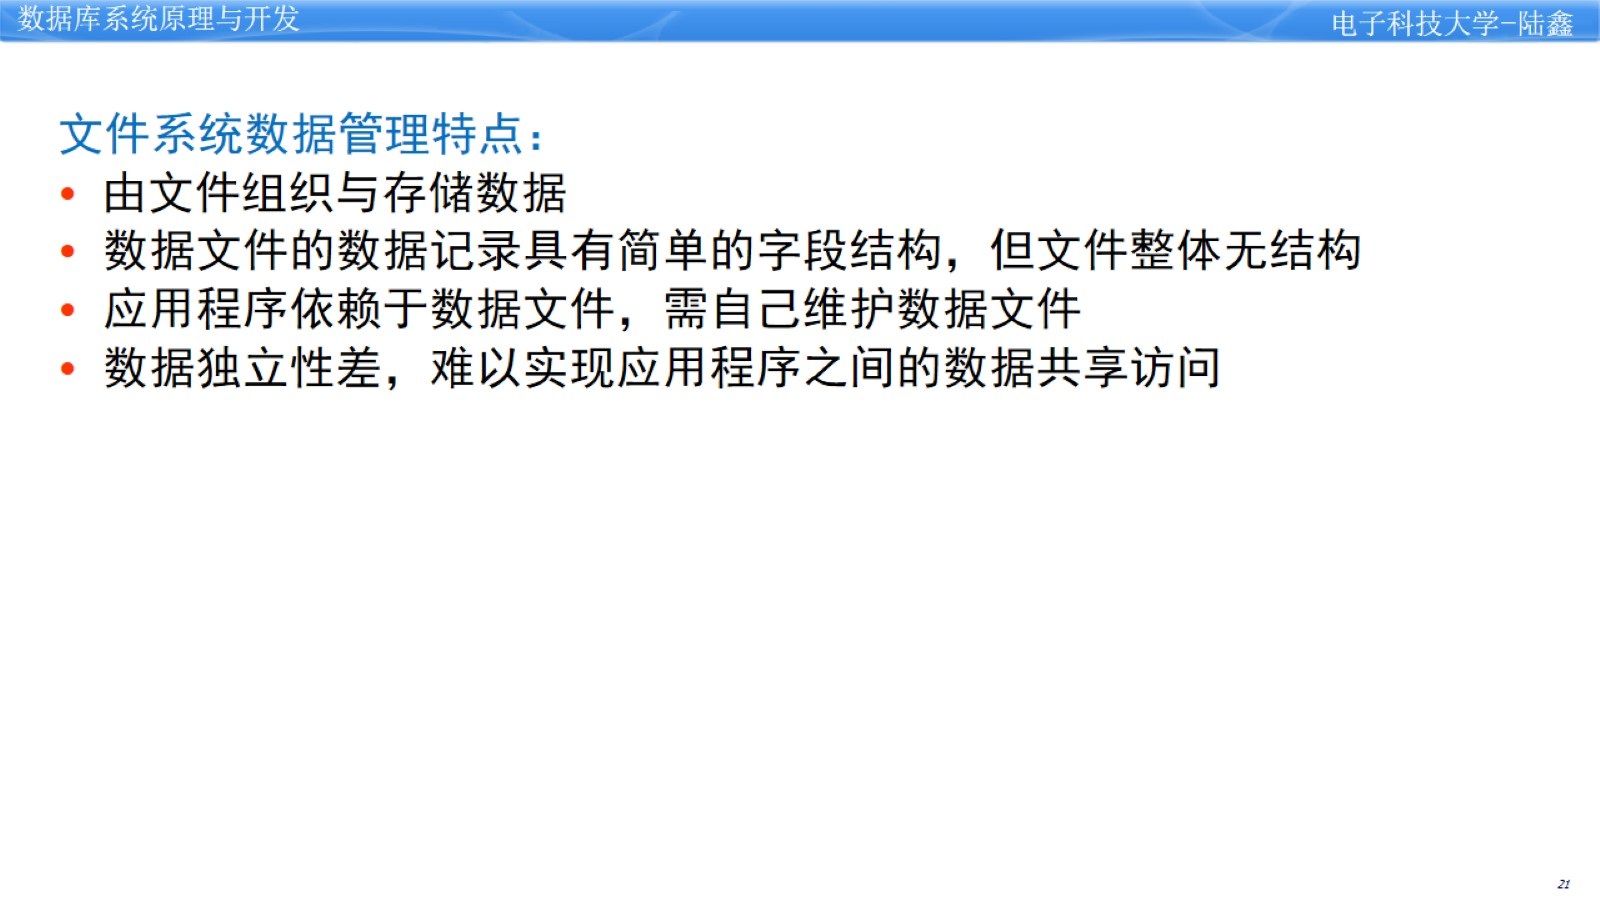 数据库系统原理与开发
电子科技大学-陆鑫
文件系统数据管理特点：
• 由文件组织与存储数据
• 数据文件的数据记录具有简单的字段结构，但文件整体无结构
• 应用程序依赖于数据文件，需自己维护数据文件
• 数据独立性差，难以实现应用程序之间的数据共享访问
21